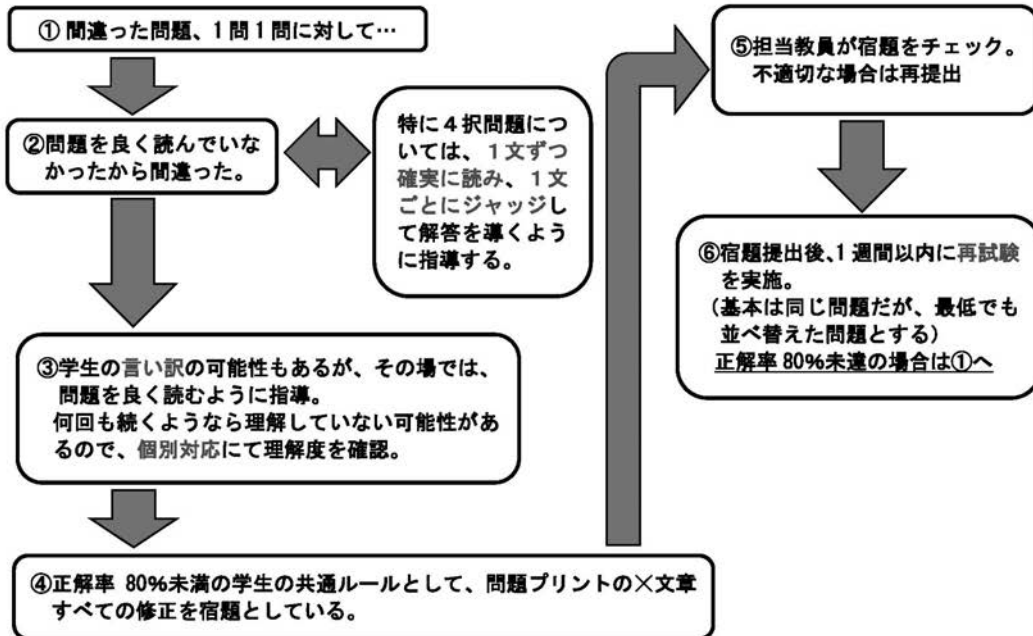 ①間違った問題、1問1問に対して…
②問題を良く読んでいな
かったから間違った。
特に4択問題につ
いては、1文ずつ
確実に読み、1文
ごとにジャッジし
て解答を導くよう
に指導する。
③学生の言い訳の可能性もあるが、その場では、
問題を良く読むように指導。
何回も続くようなら理解していない可能性があ
るので、個別対応にて理解度を確認。
④正解率 80%未満の学生の共通ルールとして、問題プリントの×文章
すべての修正を宿題としている。
⑤担当教員が宿題をチェック。
不適切な場合は再提出
⑥宿題提出後、1週間以内に再試験
を実施。
(基本は同じ問題だが、最低でも
並べ替えた問題とする)
正解率 80%未達の場合は①へ